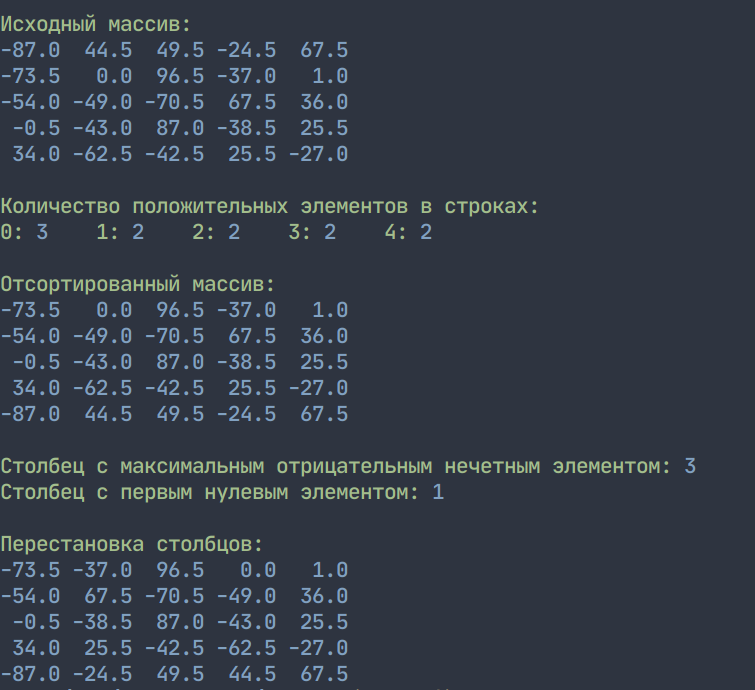 Исходный массив:
-87.0  44.5  49.5 -24.5  67.5
-73.5   0.0  96.5 -37.0   1.0
-54.0 -49.0 -70.5  67.5  36.0
 -0.5 -43.0  87.0 -38.5  25.5
 34.0 -62.5 -42.5  25.5 -27.0
Количество положительных элементов в строках:
0: 3    1: 2    2: 2    3: 2    4: 2
Отсортированный массив:
-73.5   0.0  96.5 -37.0   1.0
-54.0 -49.0 -70.5  67.5  36.0
 -0.5 -43.0  87.0 -38.5  25.5
 34.0 -62.5 -42.5  25.5 -27.0
-87.0  44.5  49.5 -24.5  67.5
Столбец с максимальным отрицательным нечетным элементом: 3
Столбец с первым нулевым элементом: 1
Перестановка столбцов:
-73.5 -37.0  96.5   0.0   1.0
-54.0  67.5 -70.5 -49.0  36.0
 -0.5 -38.5  87.0 -43.0  25.5
 34.0  25.5 -42.5 -62.5 -27.0
-87.0 -24.5  49.5  44.5  67.5